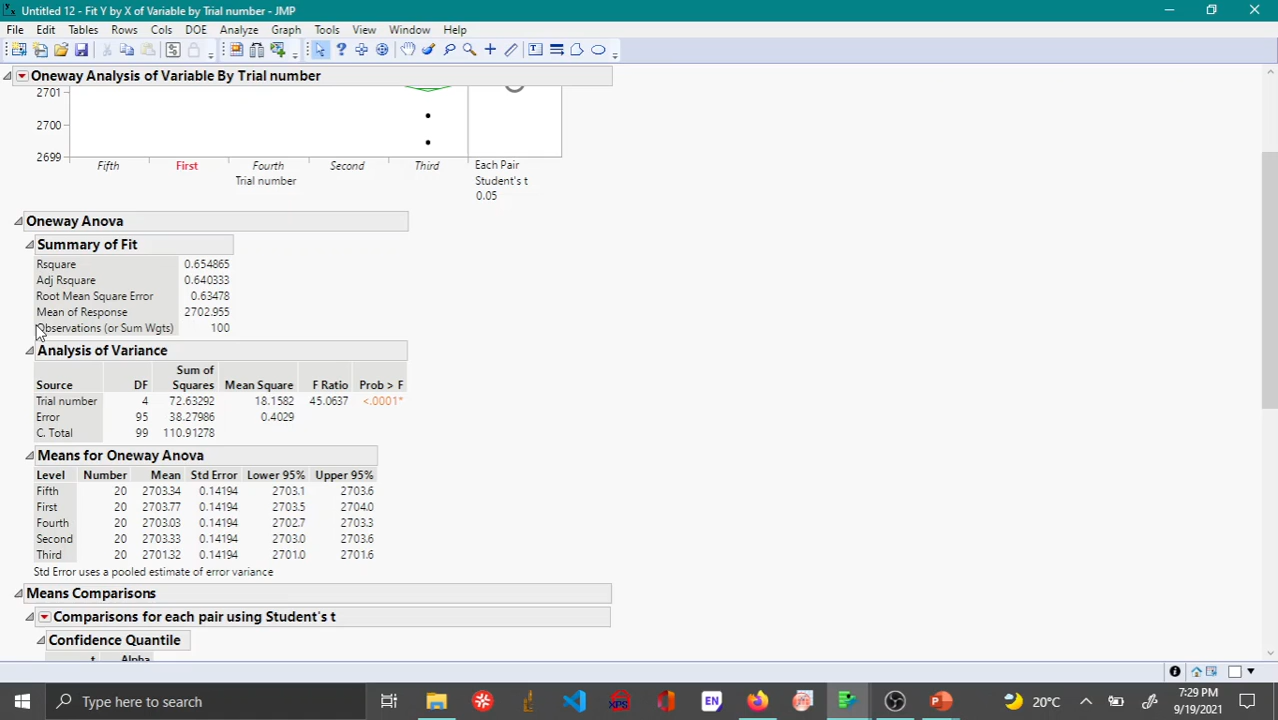 Untitled 12 - Fit Y by X of Variable by Trial number - JMP
File Edit Tables Rows Cols DOE Analyze Graph Tools View Window Help
Oneway Analysis of Variable By Trial number
2701
2700
2699
Fifth First Fourth Second Third
Trial number
Each Pair
Student's t
0.05
Oneway Anova
Summary of Fit
Rsquare 0.654865
Adj Rsquare 0.640333
Root Mean Square Error 0.63478
Mean of Response 2702.955
Observations (or Sum Wgts) 100
Analysis of Variance
Source DF Sum of Squares Mean Square F Ratio Prob > F
Trial number 4 72.63292 18.1582 45.0637 <.0001*
Error 95 38.27986 0.4029
C. Total 99 110.91278
Means for Oneway Anova
Level Number Mean Std Error Lower 95% Upper 95%
Fifth 20 2703.34 0.14194 2703.1 2703.6
First 20 2703.77 0.14194 2703.5 2704.0
Fourth 20 2703.03 0.14194 2702.7 2703.3
Second 20 2703.33 0.14194 2703.0 2703.6
Third 20 2701.32 0.14194 2701.0 2701.6
Std Error uses a pooled estimate of error variance
Means Comparisons
Comparisons for each pair using Student's t
Confidence Quantile
t Alpha
Type here to search
EN
XPS
20°C
7:29 PM
9/19/2021